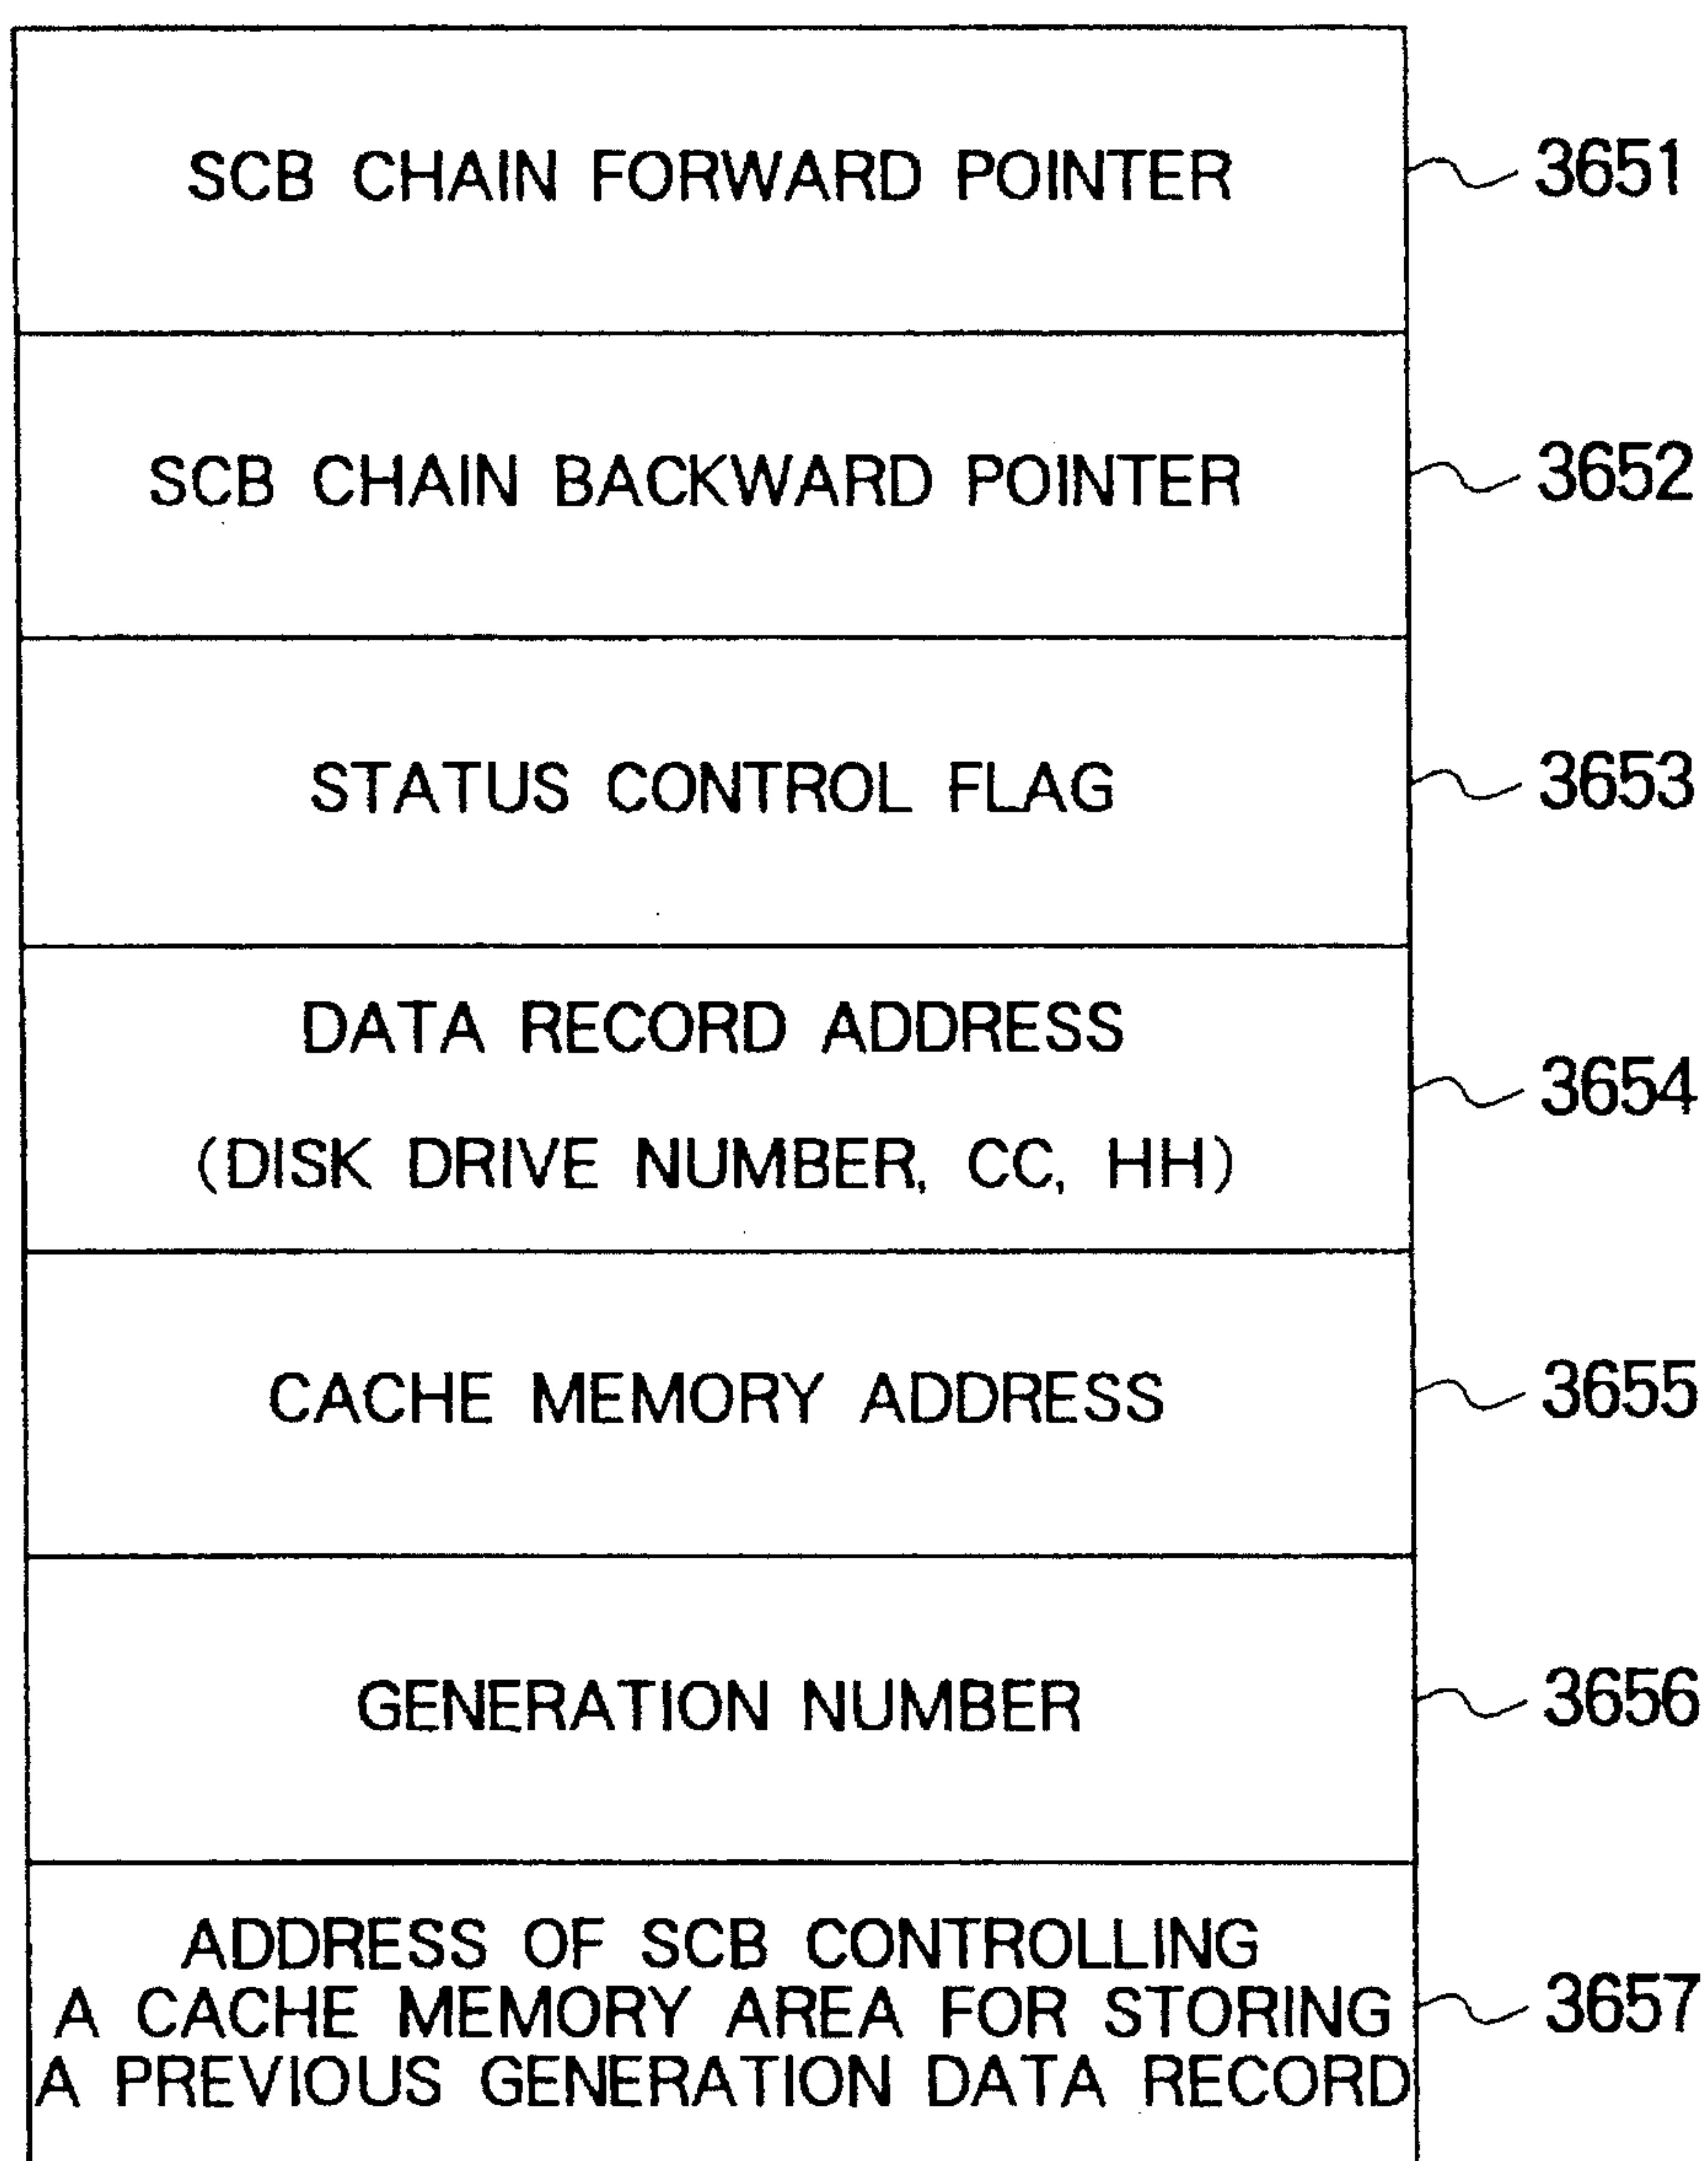 SCB CHAIN FORWARD POINTER 3651
SCB CHAIN BACKWARD POINTER 3652
STATUS CONTROL FLAG 3653
DATA RECORD ADDRESS
(DISK DRIVE NUMBER, CC, HH) 3654
CACHE MEMORY ADDRESS 3655
GENERATION NUMBER 3656
ADDRESS OF SCB CONTROLLING
A CACHE MEMORY AREA FOR STORING 3657
A PREVIOUS GENERATION DATA RECORD